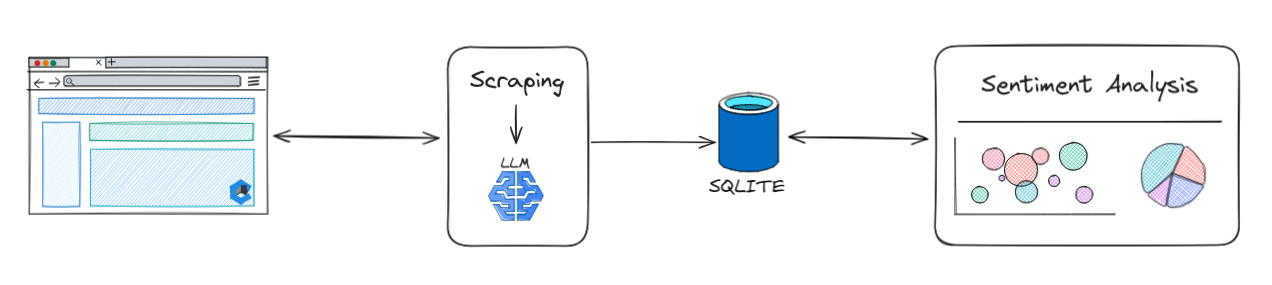 Scraping
LLM
SQLITE
Sentiment Analysis